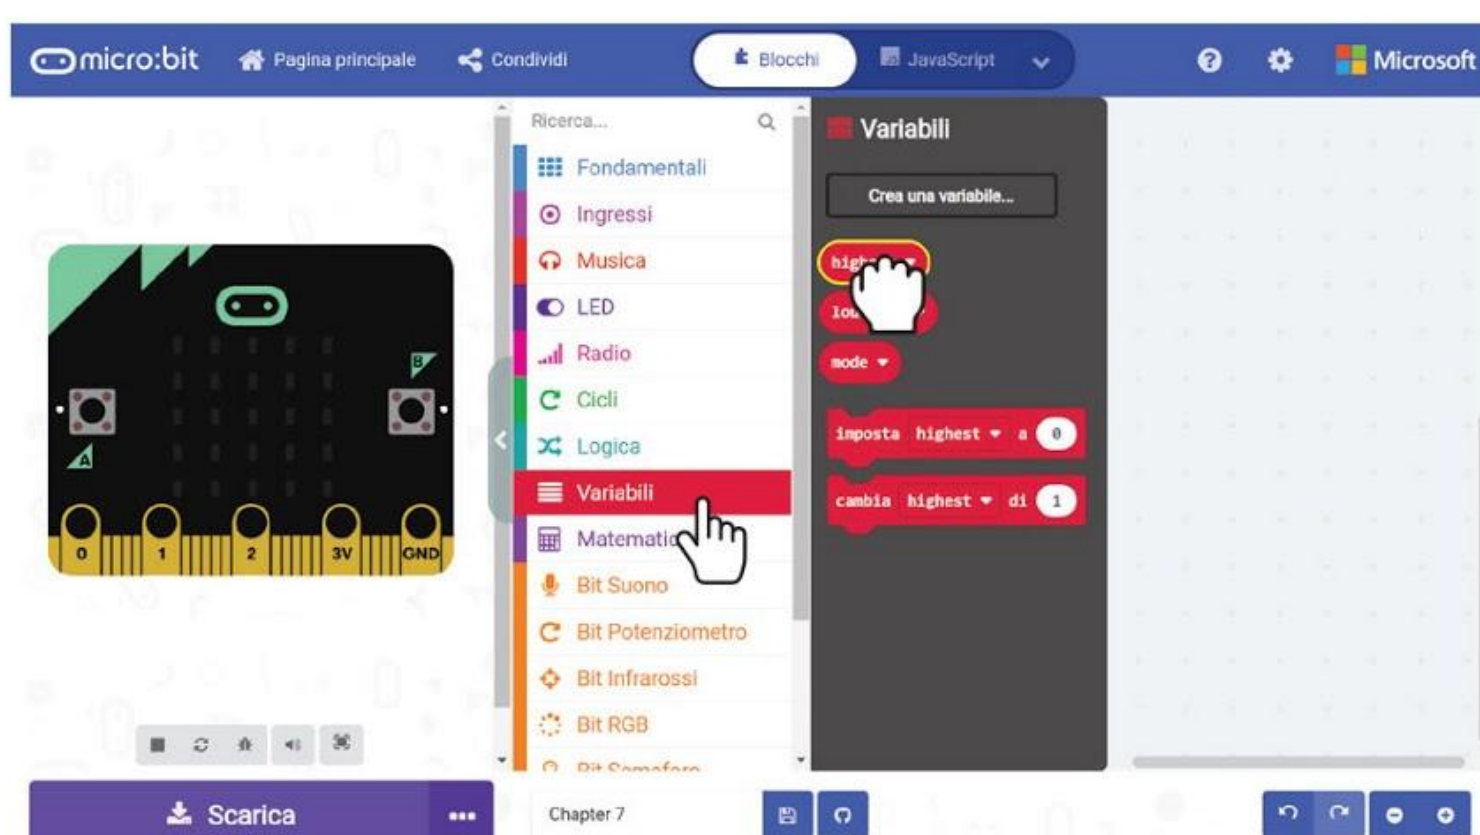 micro:bit
Pagina principale
Condividi
Blocchi
JavaScript
Microsoft
Ricerca...
Fondamentali
Ingressi
Musica
LED
Radio
Cicli
Logica
Variabili
Bit Suono
Bit Potenziometro
Bit Infrarossi
Bit RGB
Bit Semaforo
Variabili
Crea una variabile...
mode
imposta highest a 0
cambia highest di 1
B
A
0 1 2 3V GND
Scarica
Chapter 7